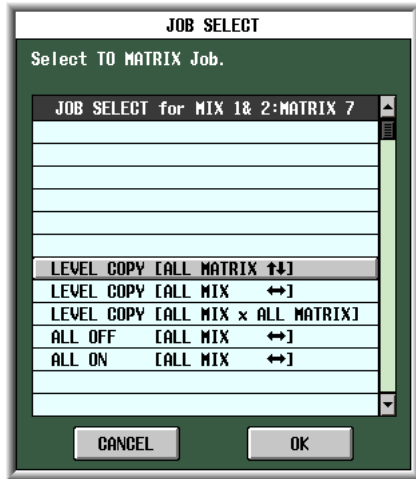 JOB SELECT
Select TO MATRIX Job.
JOB SELECT for MIX 1& 2:MATRIX 7
LEVEL COPY [ALL MATRIX ↑↓]
LEVEL COPY [ALL MIX ↔]
LEVEL COPY [ALL MIX x ALL MATRIX]
ALL OFF [ALL MIX ↔]
ALL ON [ALL MIX ↔]
CANCEL OK